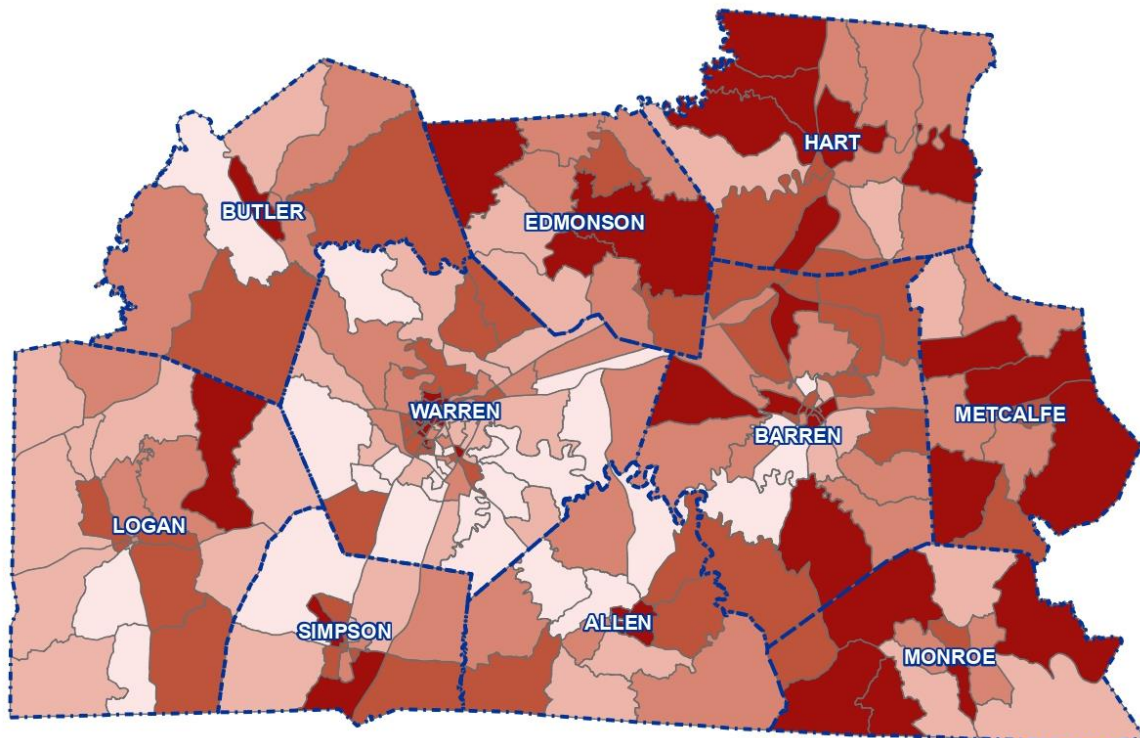 HART
BUTLER
EDMONSON
WARREN
METCALFE
BARREN
LOGAN
SIMPSON
ALLEN
MONROE